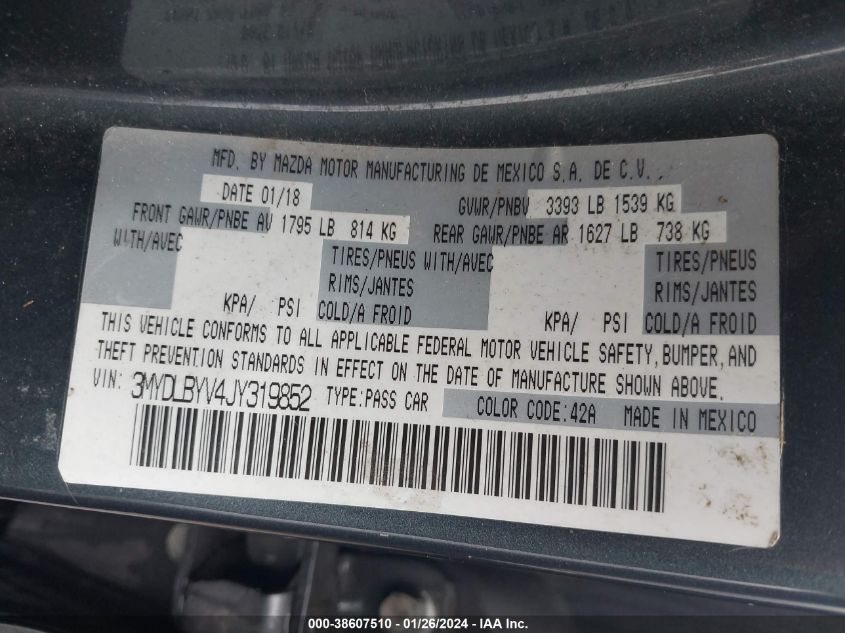 MFD. BY MAZDA MOTOR MANUFACTURING DE MEXICO S.A. DE C.V..
DATE 01/18 GVWR/PNBV 3393 LB 1539 KG
FRONT GAWR/PNBE AV 1795 LB 814 KG REAR GAWR/PNBE AR 1627 LB 738 KG
WITH/AVEC TIRES/PNEUS WITH/AVEC TIRES/PNEUS
RIMS/JANTES RIMS/JANTES
KPA/ PSI COLD/A FROID KPA/ PSI COLD/A FROID
THIS VEHICLE CONFORMS TO ALL APPLICABLE FEDERAL MOTOR VEHICLE SAFETY, BUMPER, AND
THEFT PREVENTION STANDARDS IN EFFECT ON THE DATE OF MANUFACTURE SHOWN ABOVE.
VIN: 3MYDLBYV4JY319852 TYPE:PASS CAR COLOR CODE:42A MADE IN MEXICO
000-38607510 - 01/26/2024 - IAA Inc.